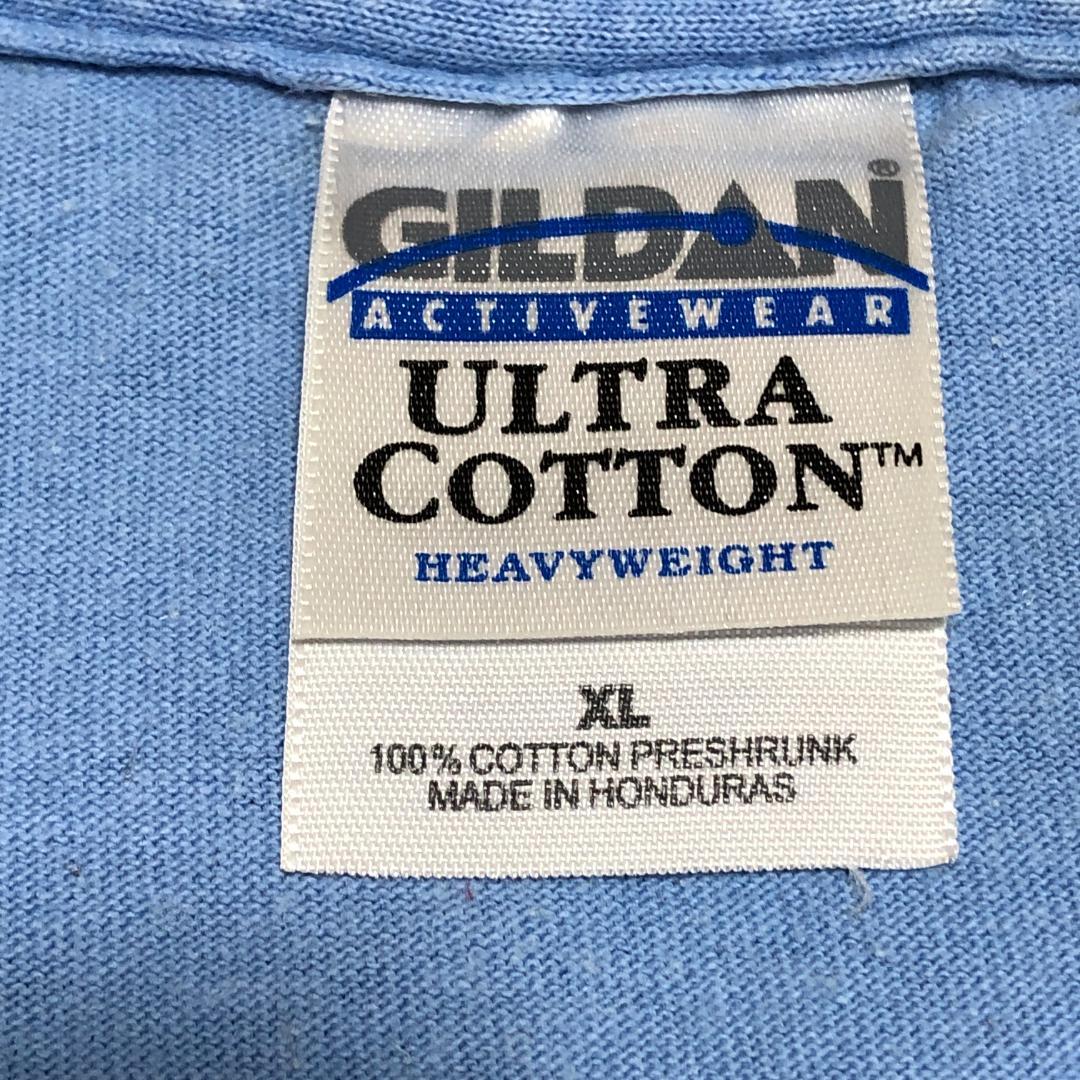 GILDAN®
ACTIVEWEAR
ULTRA
COTTON™
HEAVYWEIGHT
XL
100% COTTON PRESHRUNK
MADE IN HONDURAS